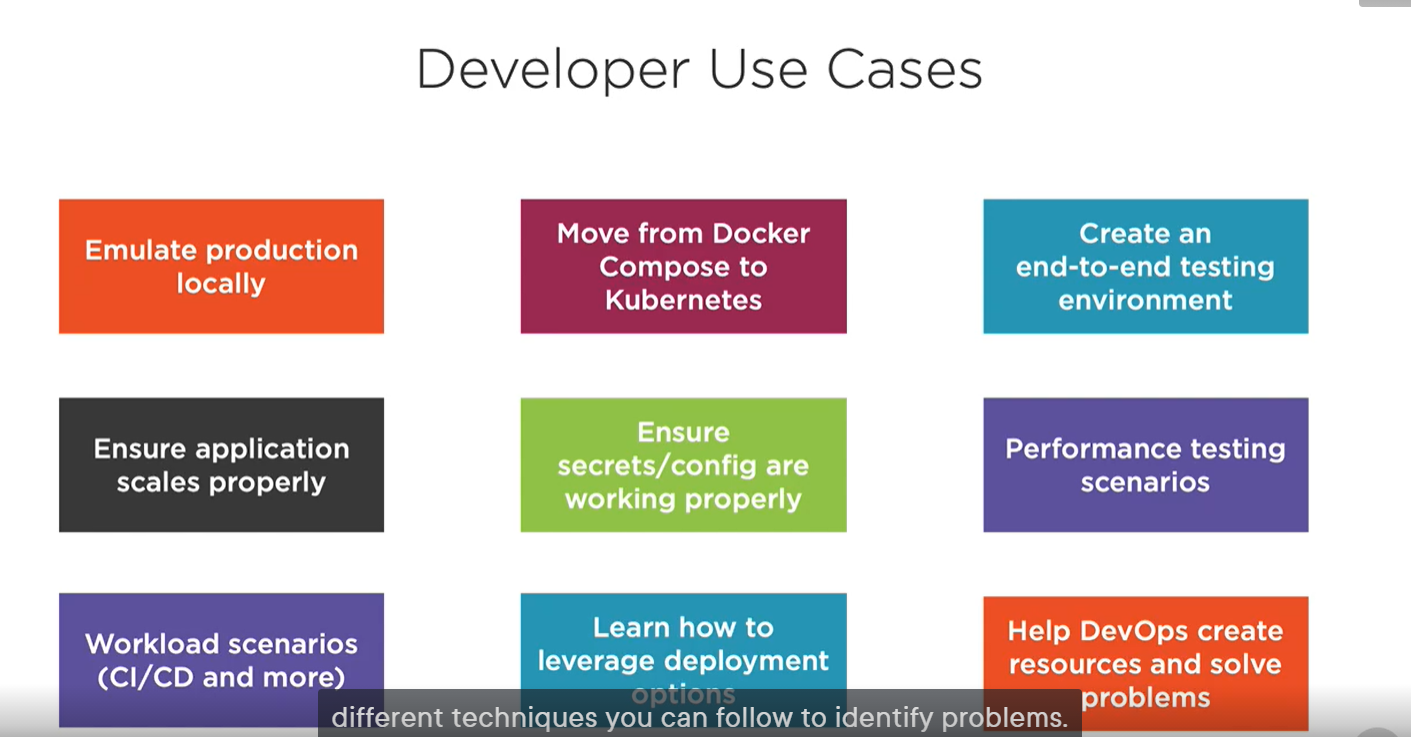 Developer Use Cases
Emulate production
locally
Move from Docker
Compose to
Kubernetes
Create an
end-to-end testing
environment
Ensure application
scales properly
Ensure
secrets/config are
working properly
Performance testing
scenarios
Workload scenarios
(CI/CD and more)
Learn how to
leverage deployment
options
Help DevOps create
resources and solve
problems
different techniques you can follow to identify problems.